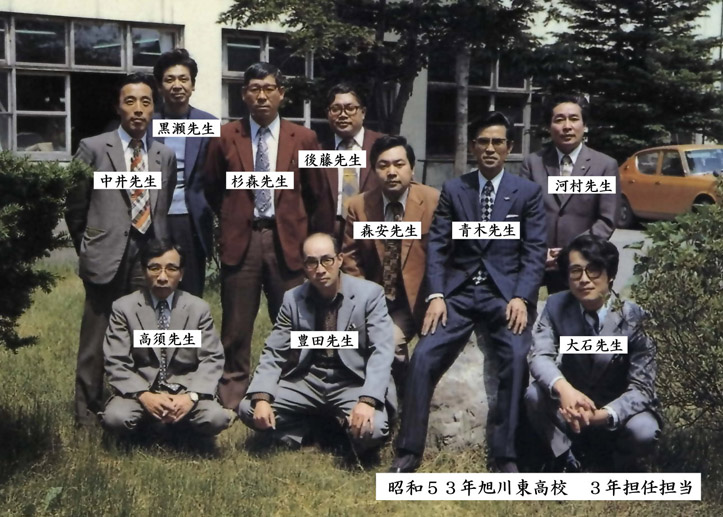 黒瀬先生
後藤先生
中井先生
杉森先生
河村先生
森安先生
青木先生
高須先生
豊田先生
大石先生
昭和53年旭川東高校　3年担任担当